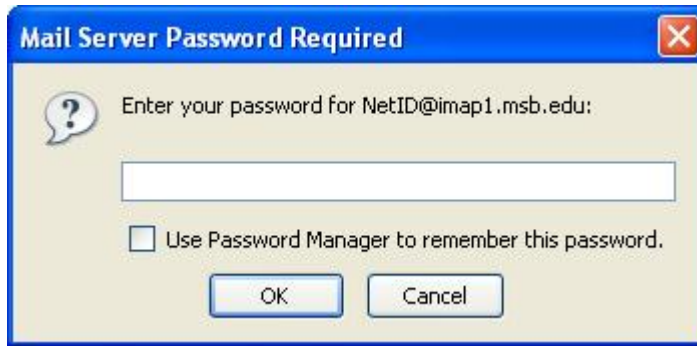 Mail Server Password Required
Enter your password for NetID@imap1.msb.edu:
Use Password Manager to remember this password.
OK
Cancel